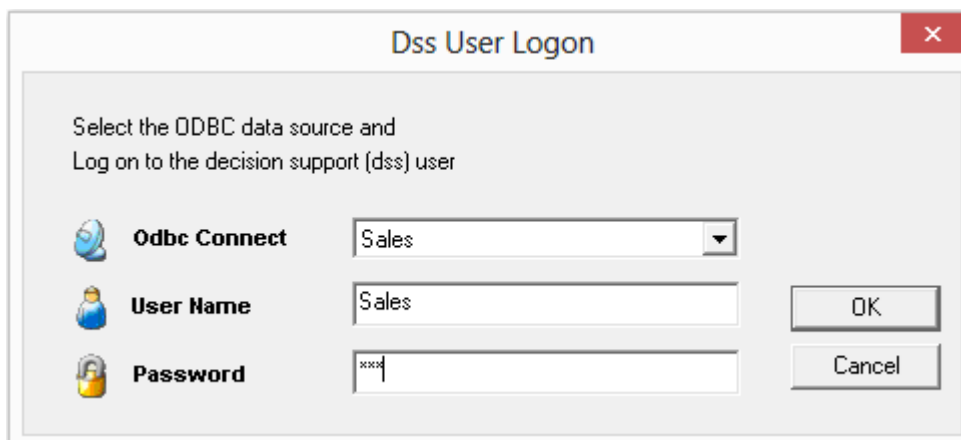 Dss User Logon
Select the ODBC data source and
Log on to the decision support (dss) user
Odbc Connect
Sales
User Name
Sales
OK
Password
***
Cancel